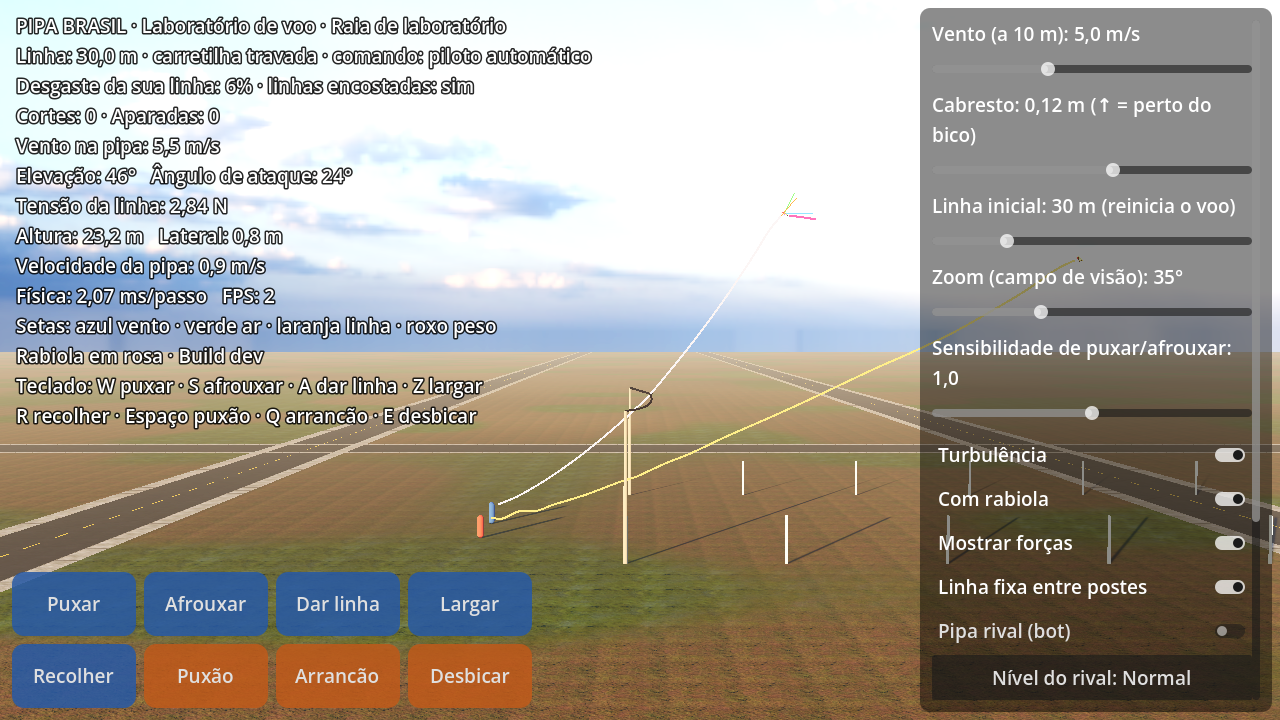 PIPA BRASIL · Laboratório de voo · Raia de laboratório
Linha: 30,0 m · carretilha travada · comando: piloto automático
Desgaste da sua linha: 6% · linhas encostadas: sim
Cortes: 0 · Aparadas: 0
Vento na pipa: 5,5 m/s
Elevação: 46°   Ângulo de ataque: 24°
Tensão da linha: 2,84 N
Altura: 23,2 m   Lateral: 0,8 m
Velocidade da pipa: 0,9 m/s
Física: 2,07 ms/passo   FPS: 2
Setas: azul vento · verde ar · laranja linha · roxo peso
Rabiola em rosa · Build dev
Teclado: W puxar · S afrouxar · A dar linha · Z largar
R recolher · Espaço puxão · Q arrancão · E desbicar
Puxar
Afrouxar
Dar linha
Largar
Recolher
Puxão
Arrancão
Desbicar
Vento (a 10 m): 5,0 m/s
Cabresto: 0,12 m (↑ = perto do
bico)
Linha inicial: 30 m (reinicia o voo)
Zoom (campo de visão): 35°
Sensibilidade de puxar/afrouxar:
1,0
Turbulência
Com rabiola
Mostrar forças
Linha fixa entre postes
Pipa rival (bot)
Nível do rival: Normal